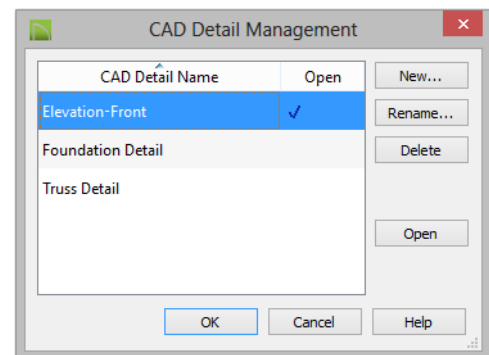 CAD Detail Management
CAD Detail Name Open New...
Elevation-Front Rename...
Foundation Detail Delete
Truss Detail
Open
OK Cancel Help